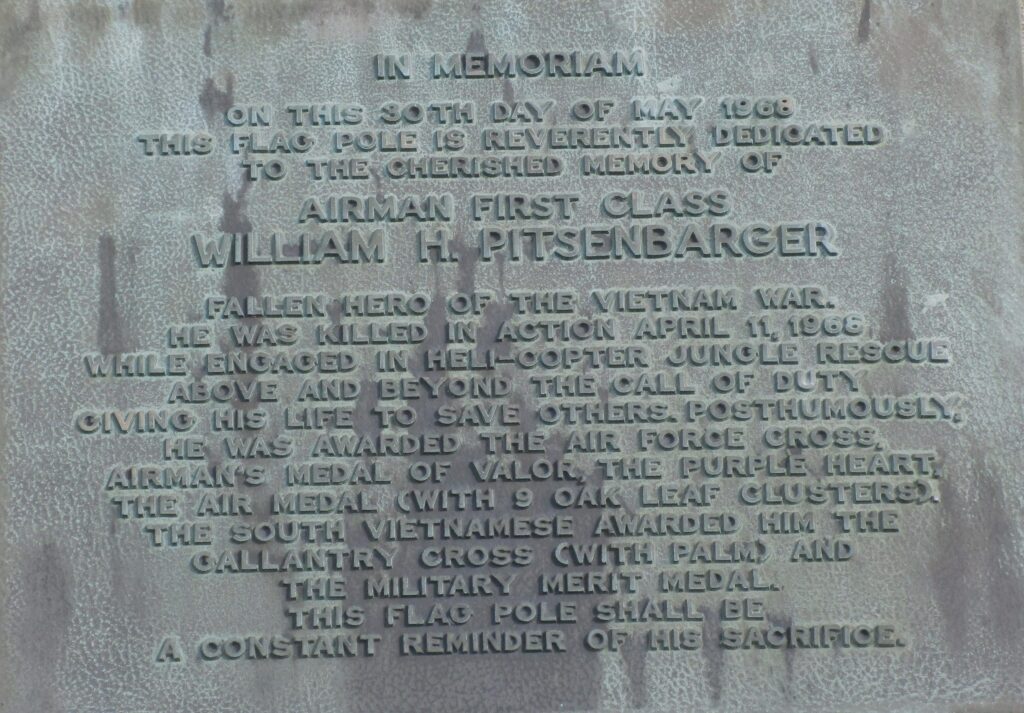 IN MEMORIAM
ON THIS 30TH DAY OF MAY 1968
THIS FLAG POLE IS REVERENTLY DEDICATED
TO THE CHERISHED MEMORY OF
AIRMAN FIRST CLASS
WILLIAM H. PITSENBARGER
FALLEN HERO OF THE VIETNAM WAR.
HE WAS KILLED IN ACTION APRIL 11, 1966,
WHILE ENGAGED IN HELI-COPTER JUNGLE RESCUE
ABOVE AND BEYOND THE CALL OF DUTY
GIVING HIS LIFE TO SAVE OTHERS. POSTHUMOUSLY,
HE WAS AWARDED THE AIR FORCE CROSS,
AIRMAN'S MEDAL OF VALOR, THE PURPLE HEART,
THE AIR MEDAL (WITH 9 OAK LEAF CLUSTERS).
THE SOUTH VIETNAMESE AWARDED HIM THE
GALLANTRY CROSS (WITH PALM) AND
THE MILITARY MERIT MEDAL.
THIS FLAG POLE SHALL BE
A CONSTANT REMINDER OF HIS SACRIFICE.